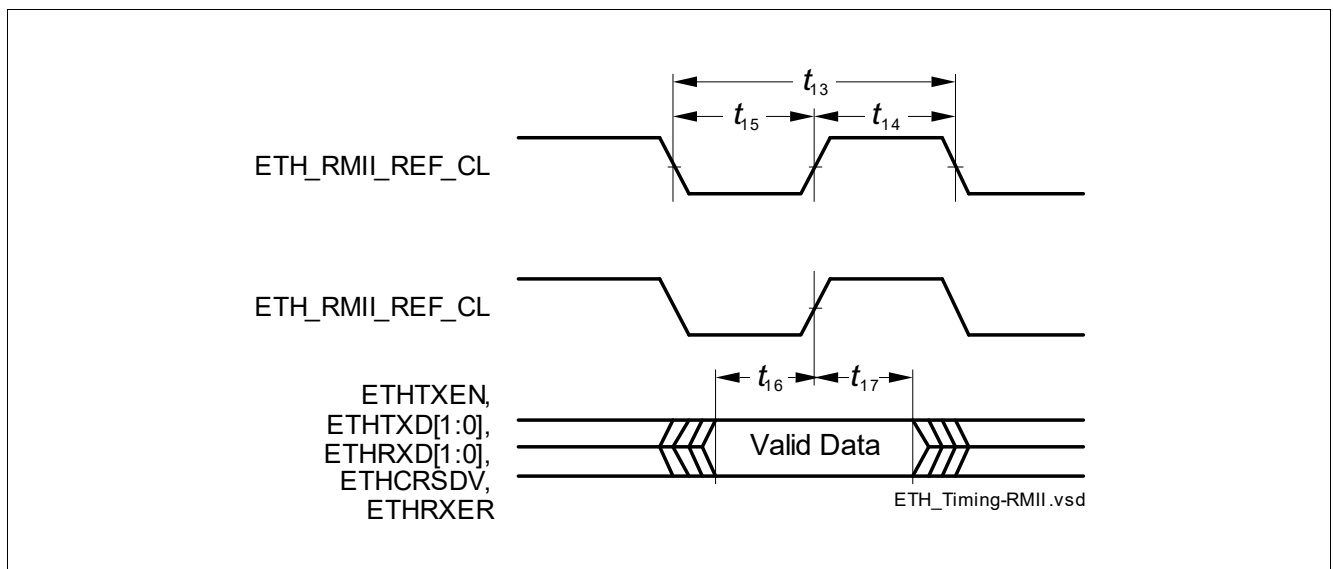 t13
t15
t14
ETH_RMII_REF_CL
ETH_RMII_REF_CL
t16
t17
ETHTXEN,
ETHTXD[1:0],
ETHRXD[1:0],
ETHCRSDV,
ETHRXER
Valid Data
ETH_Timing-RMII.vsd